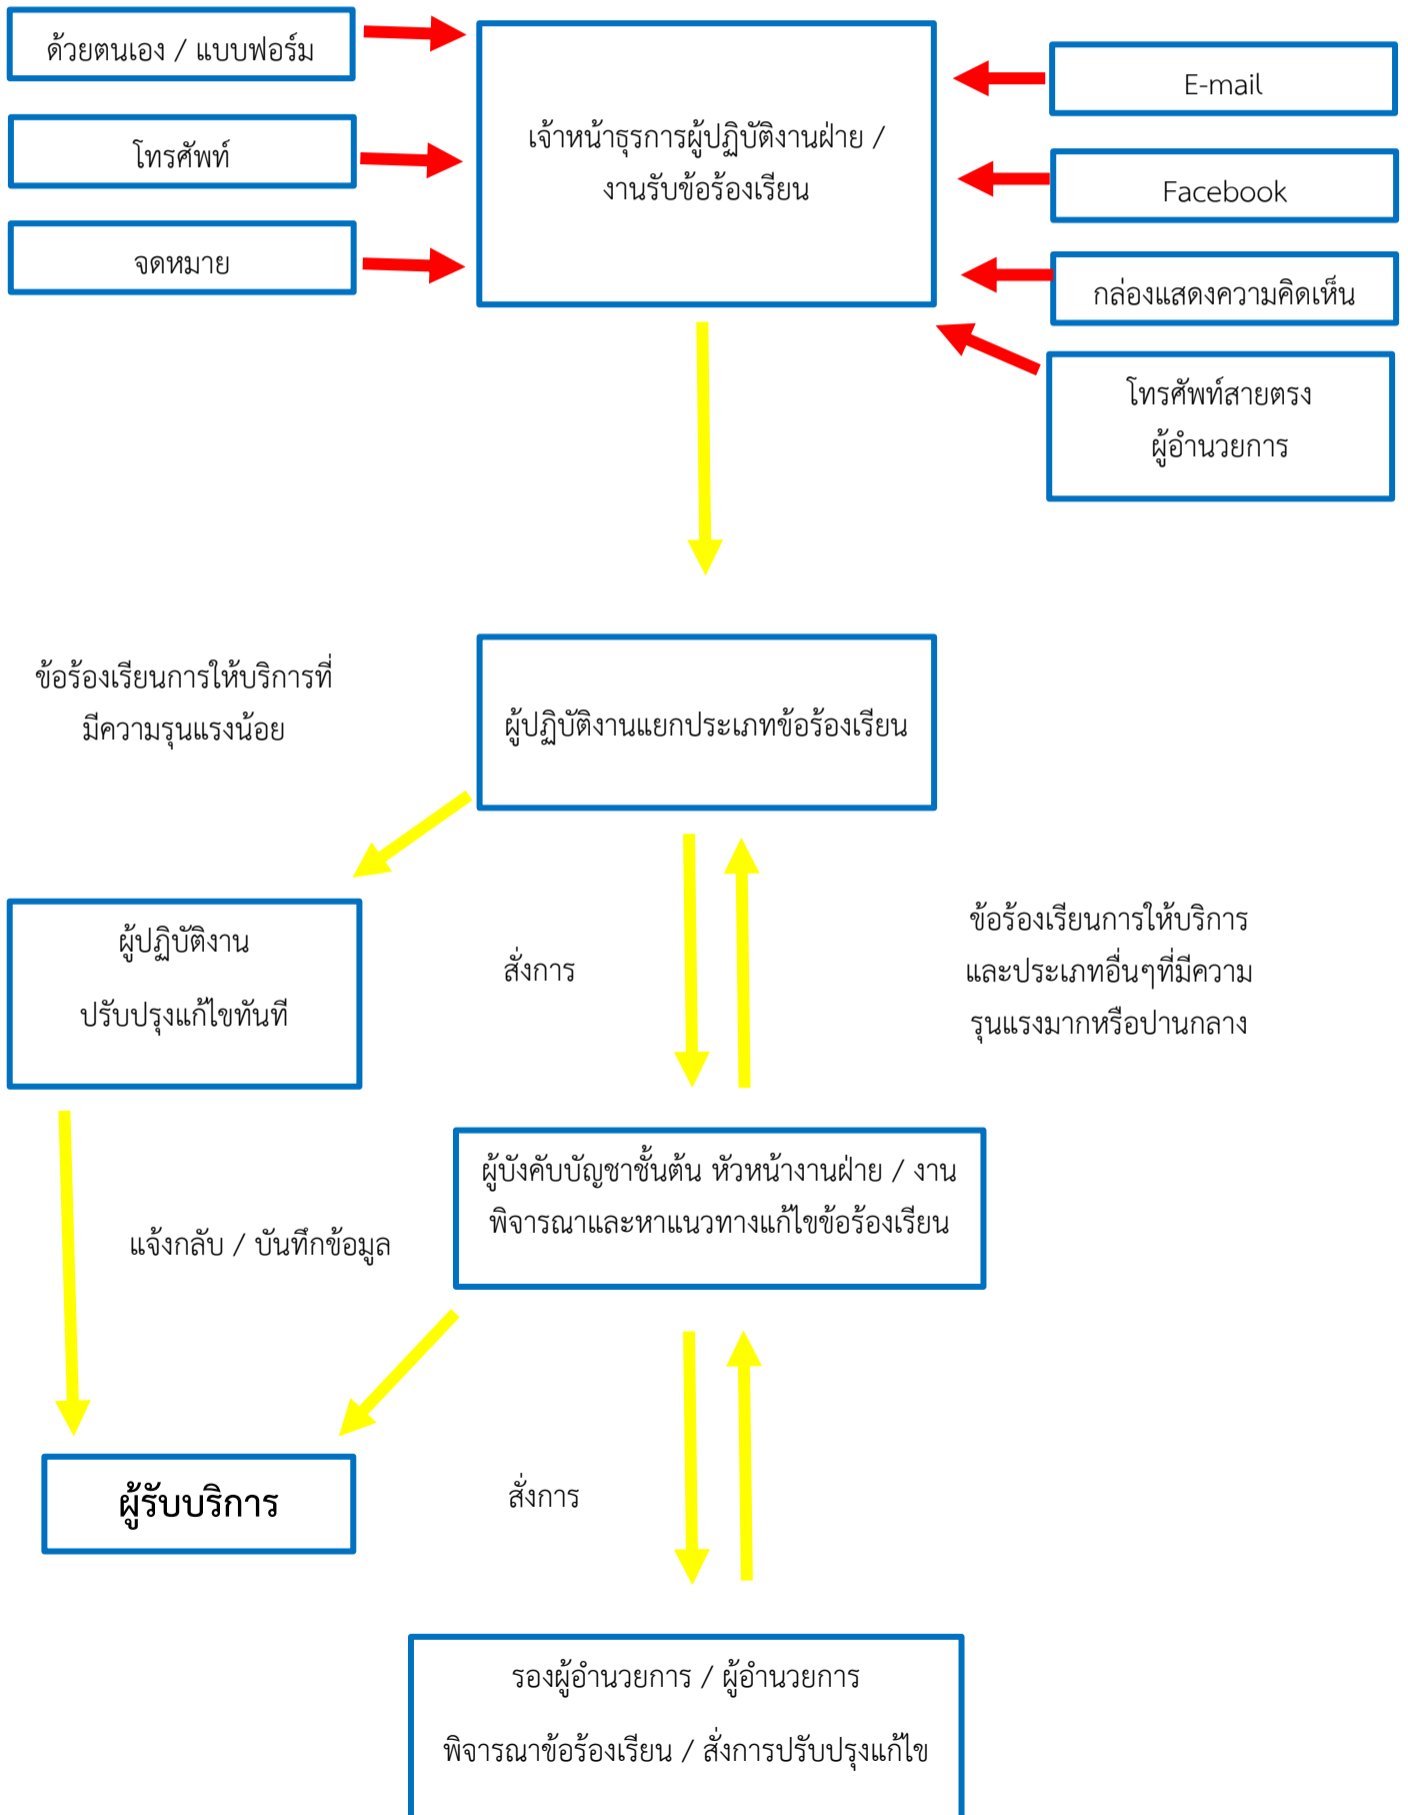 ด้วยตนเอง / แบบฟอร์ม
โทรศัพท์
จดหมาย
เจ้าหน้าธุรการผู้ปฏิบัติงานฝ่าย /
งานรับข้อร้องเรียน
E-mail
Facebook
กล่องแสดงความคิดเห็น
โทรศัพท์สายตรง
ผู้อำนวยการ
ข้อร้องเรียนการให้บริการที่
มีความรุนแรงน้อย
ผู้ปฏิบัติงานแยกประเภทข้อร้องเรียน
ผู้ปฏิบัติงาน
ปรับปรุงแก้ไขทันที
สั่งการ
ข้อร้องเรียนการให้บริการ
และประเภทอื่นๆที่มีความ
รุนแรงมากหรือปานกลาง
ผู้บังคับบัญชาชั้นต้น หัวหน้างานฝ่าย / งาน
พิจารณาและหาแนวทางแก้ไขข้อร้องเรียน
แจ้งกลับ / บันทึกข้อมูล
ผู้รับบริการ
สั่งการ
รองผู้อำนวยการ / ผู้อำนวยการ
พิจารณาข้อร้องเรียน / สั่งการปรับปรุงแก้ไข